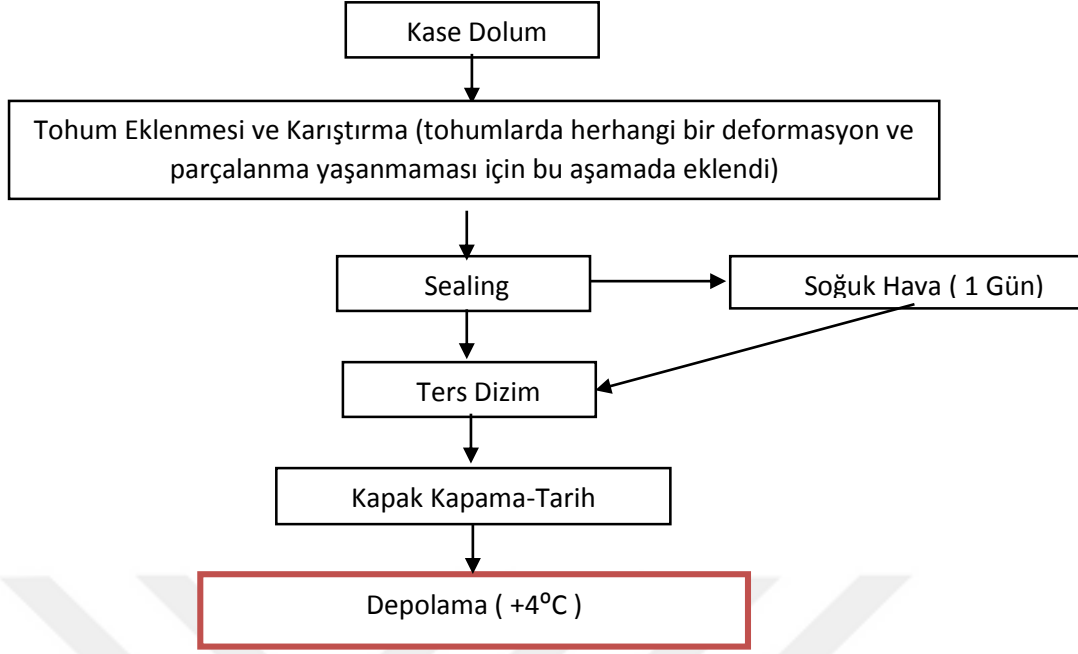 Kase Dolum
Tohum Eklenmesi ve Karıştırma (tohumlarda herhangi bir deformasyon ve
parçalanma yaşanmaması için bu aşamada eklendi)
Sealing
Soğuk Hava ( 1 Gün)
Ters Dizim
Kapak Kapama-Tarih
Depolama ( +4⁰C )